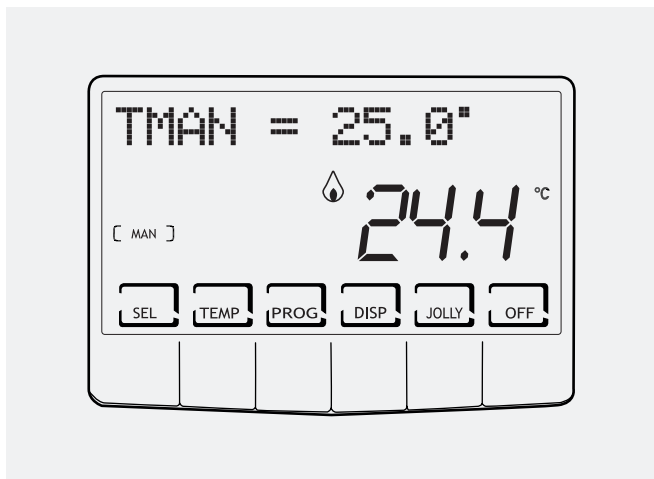 TMAN = 25.0°
24.4 °C
[ MAN ]
SEL TEMP PROG DISP JOLLY OFF